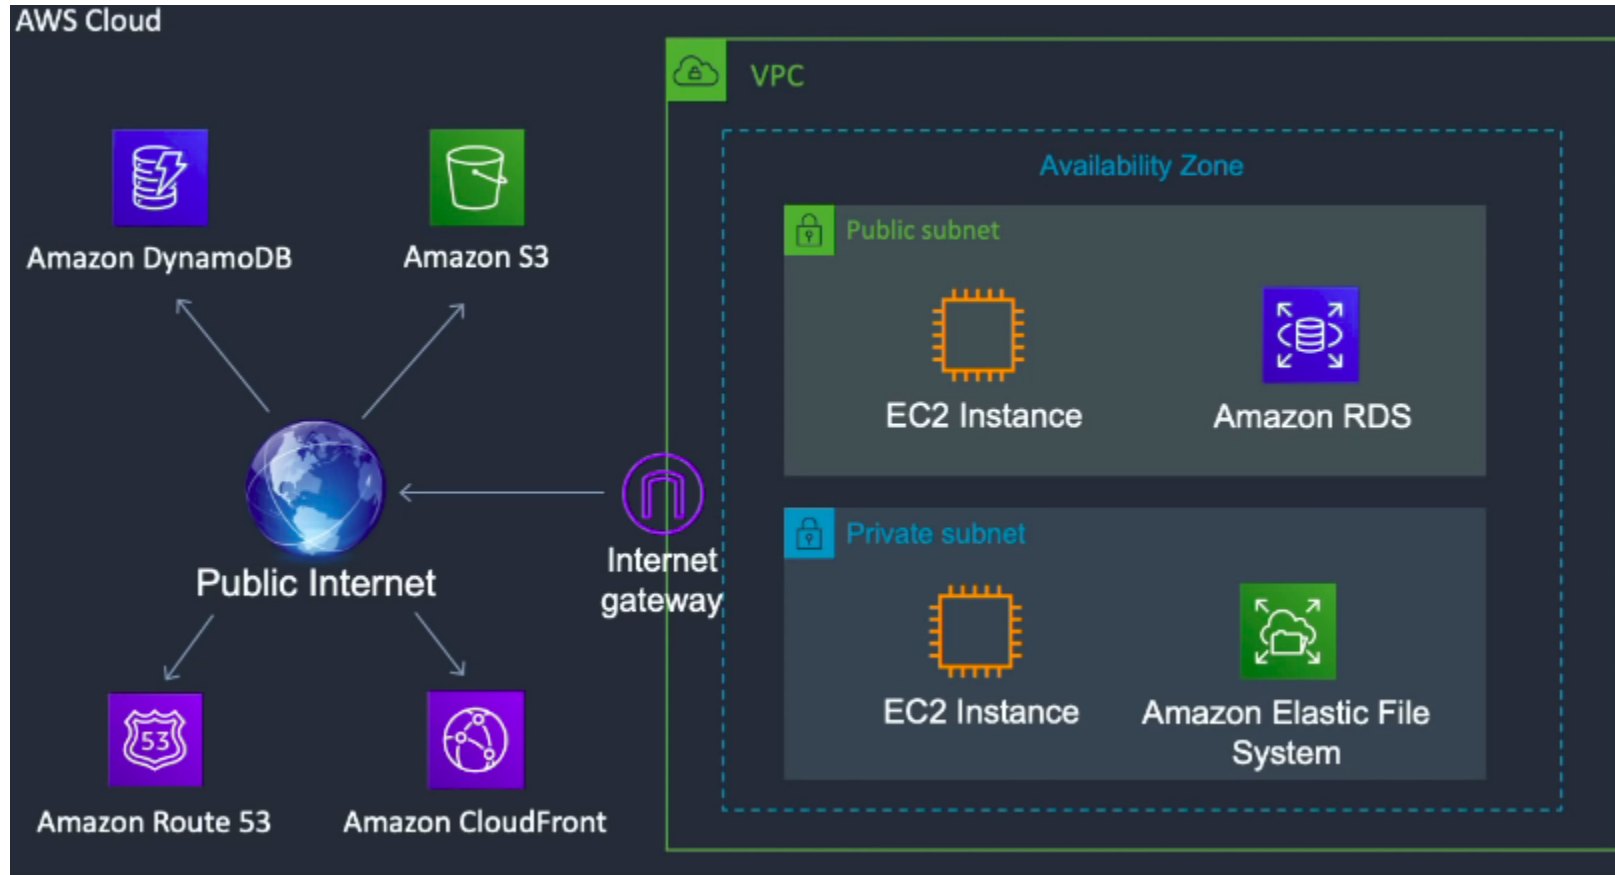 AWS Cloud
VPC
Availability Zone
Amazon DynamoDB
Amazon S3
Public subnet
EC2 Instance
Amazon RDS
Public Internet
Internet
gateway
Private subnet
EC2 Instance
Amazon Elastic File
System
53
Amazon Route 53
Amazon CloudFront